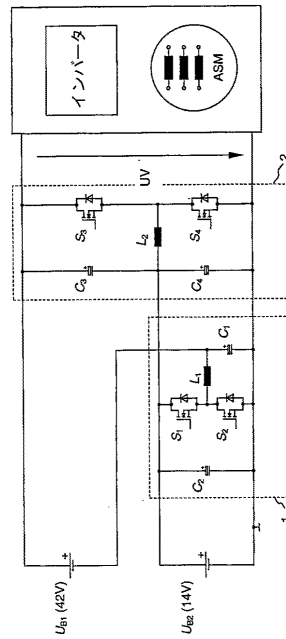 インバータ
ASM
UV
2
S3
S4
L2
C3
C4
C1
L1
S1
S2
C2
1
UB1 (42V)
UB2 (14V)